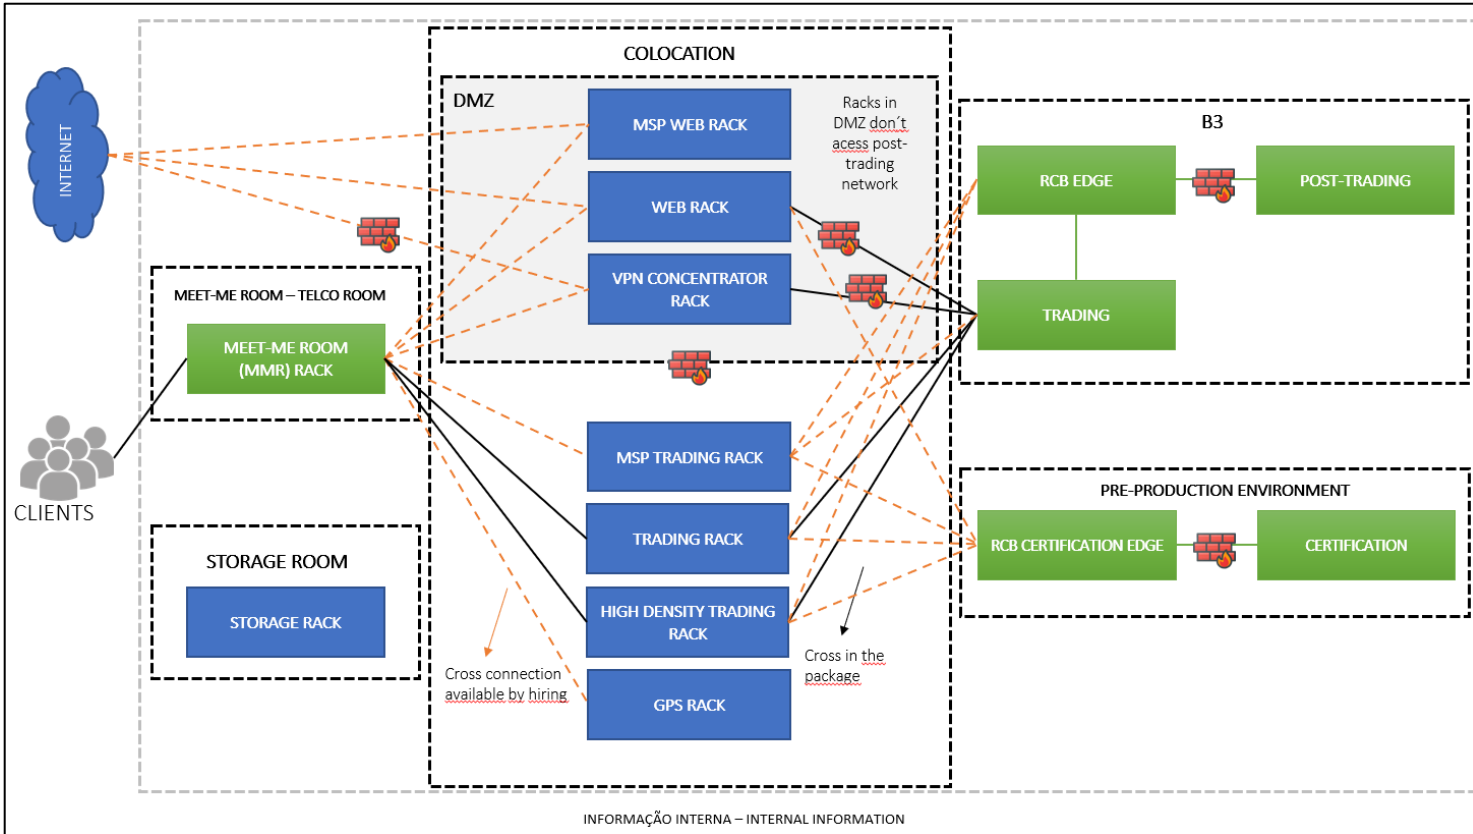 COLOCATION
DMZ
MSP WEB RACK
Racks in
DMZ don´t
acess post-
trading
network
WEB RACK
VPN CONCENTRATOR
RACK
INTERNET
MEET-ME ROOM – TELCO ROOM
MEET-ME ROOM
(MMR) RACK
CLIENTS
STORAGE ROOM
STORAGE RACK
MSP TRADING RACK
TRADING RACK
HIGH DENSITY TRADING
RACK
GPS RACK
Cross connection
available by hiring
Cross in the
package
B3
RCB EDGE
POST-TRADING
TRADING
PRE-PRODUCTION ENVIRONMENT
RCB CERTIFICATION EDGE
CERTIFICATION
INFORMAÇÃO INTERNA – INTERNAL INFORMATION